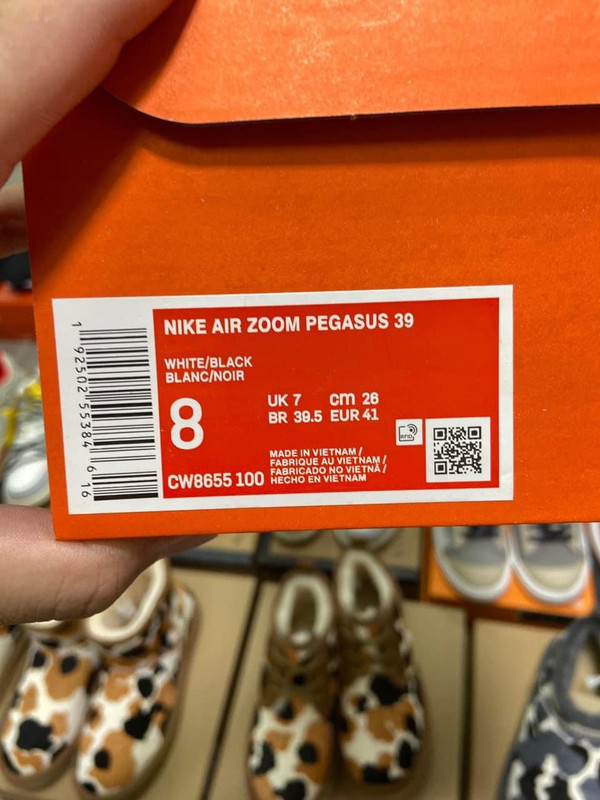 NIKE AIR ZOOM PEGASUS 39
WHITE/BLACK
BLANC/NOIR
8
UK 7 cm 26
BR 39.5 EUR 41
RFID
MADE IN VIETNAM /
FABRIQUE AU VIETNAM /
FABRICADO NO VIETNÃ /
HECHO EN VIETNAM
CW8655 100
1 92502 55384 6 16